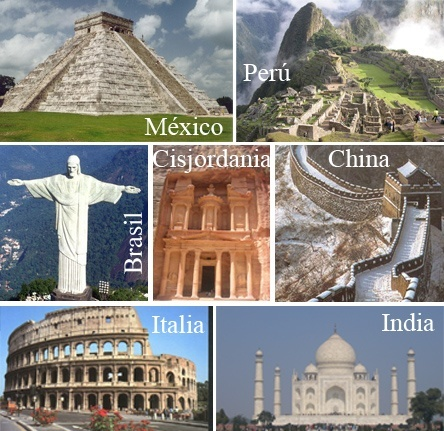 México
Perú
Brasil
Cisjordania
China
Italia
India